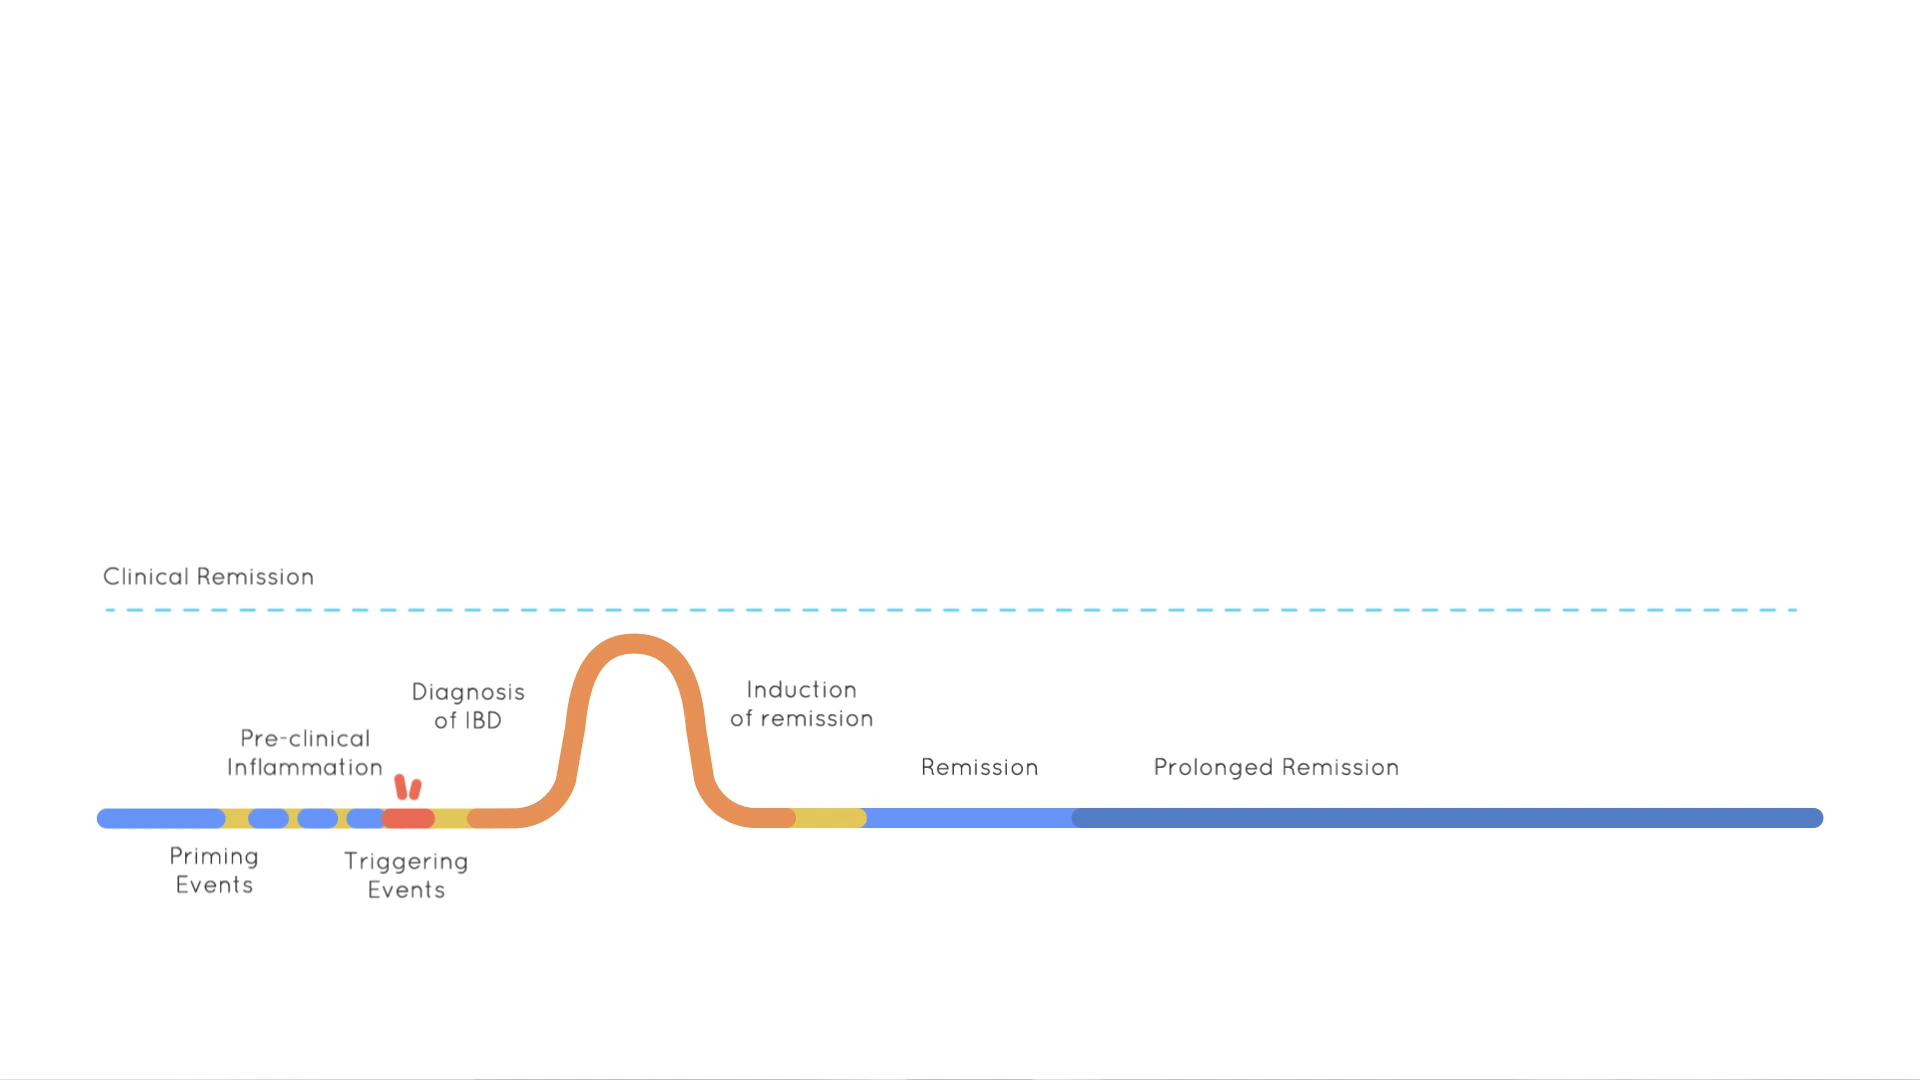 Clinical Remission
Diagnosis
of IBD
Induction
of remission
Pre-clinical
Inflammation
Remission
Prolonged Remission
Priming
Events
Triggering
Events